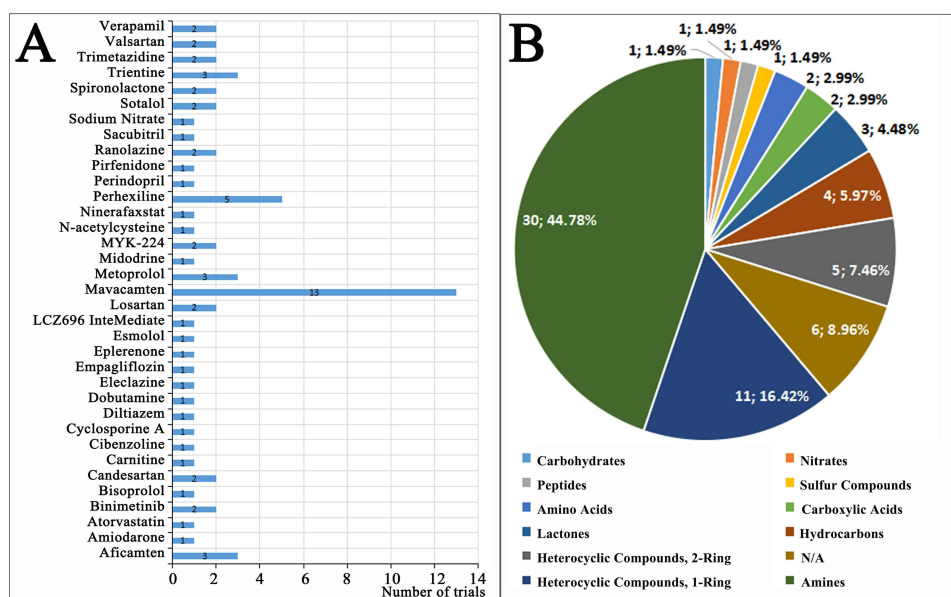 A
Verapamil 2
Valsartan 2
Trimetazidine 2
Trientine 3
Spironolactone 2
Sotalol 2
Sodium Nitrate 1
Sacubitril 1
Ranolazine 2
Pirfenidone 1
Perindopril 1
Perhexiline 5
Ninerafaxstat 1
N-acetylcysteine 1
MYK-224 2
Midodrine 1
Metoprolol 3
Mavacamten 13
Losartan 2
LCZ696 InteMediate 1
Esmolol 1
Eplerenone 1
Empagliflozin 1
Eleclazine 1
Dobutamine 1
Diltiazem 1
Cyclosporine A 1
Cibenzoline 1
Carnitine 1
Candesartan 2
Bisoprolol 1
Binimetinib 2
Atorvastatin 1
Amiodarone 1
Aficamten 3
0 2 4 6 8 10 12 14
Number of trials
B
1; 1.49%
1; 1.49%
1; 1.49%
1; 1.49%
2; 2.99%
2; 2.99%
3; 4.48%
4; 5.97%
5; 7.46%
6; 8.96%
11; 16.42%
30; 44.78%
Carbohydrates
Nitrates
Peptides
Sulfur Compounds
Amino Acids
Carboxylic Acids
Lactones
Hydrocarbons
Heterocyclic Compounds, 2-Ring
N/A
Heterocyclic Compounds, 1-Ring
Amines